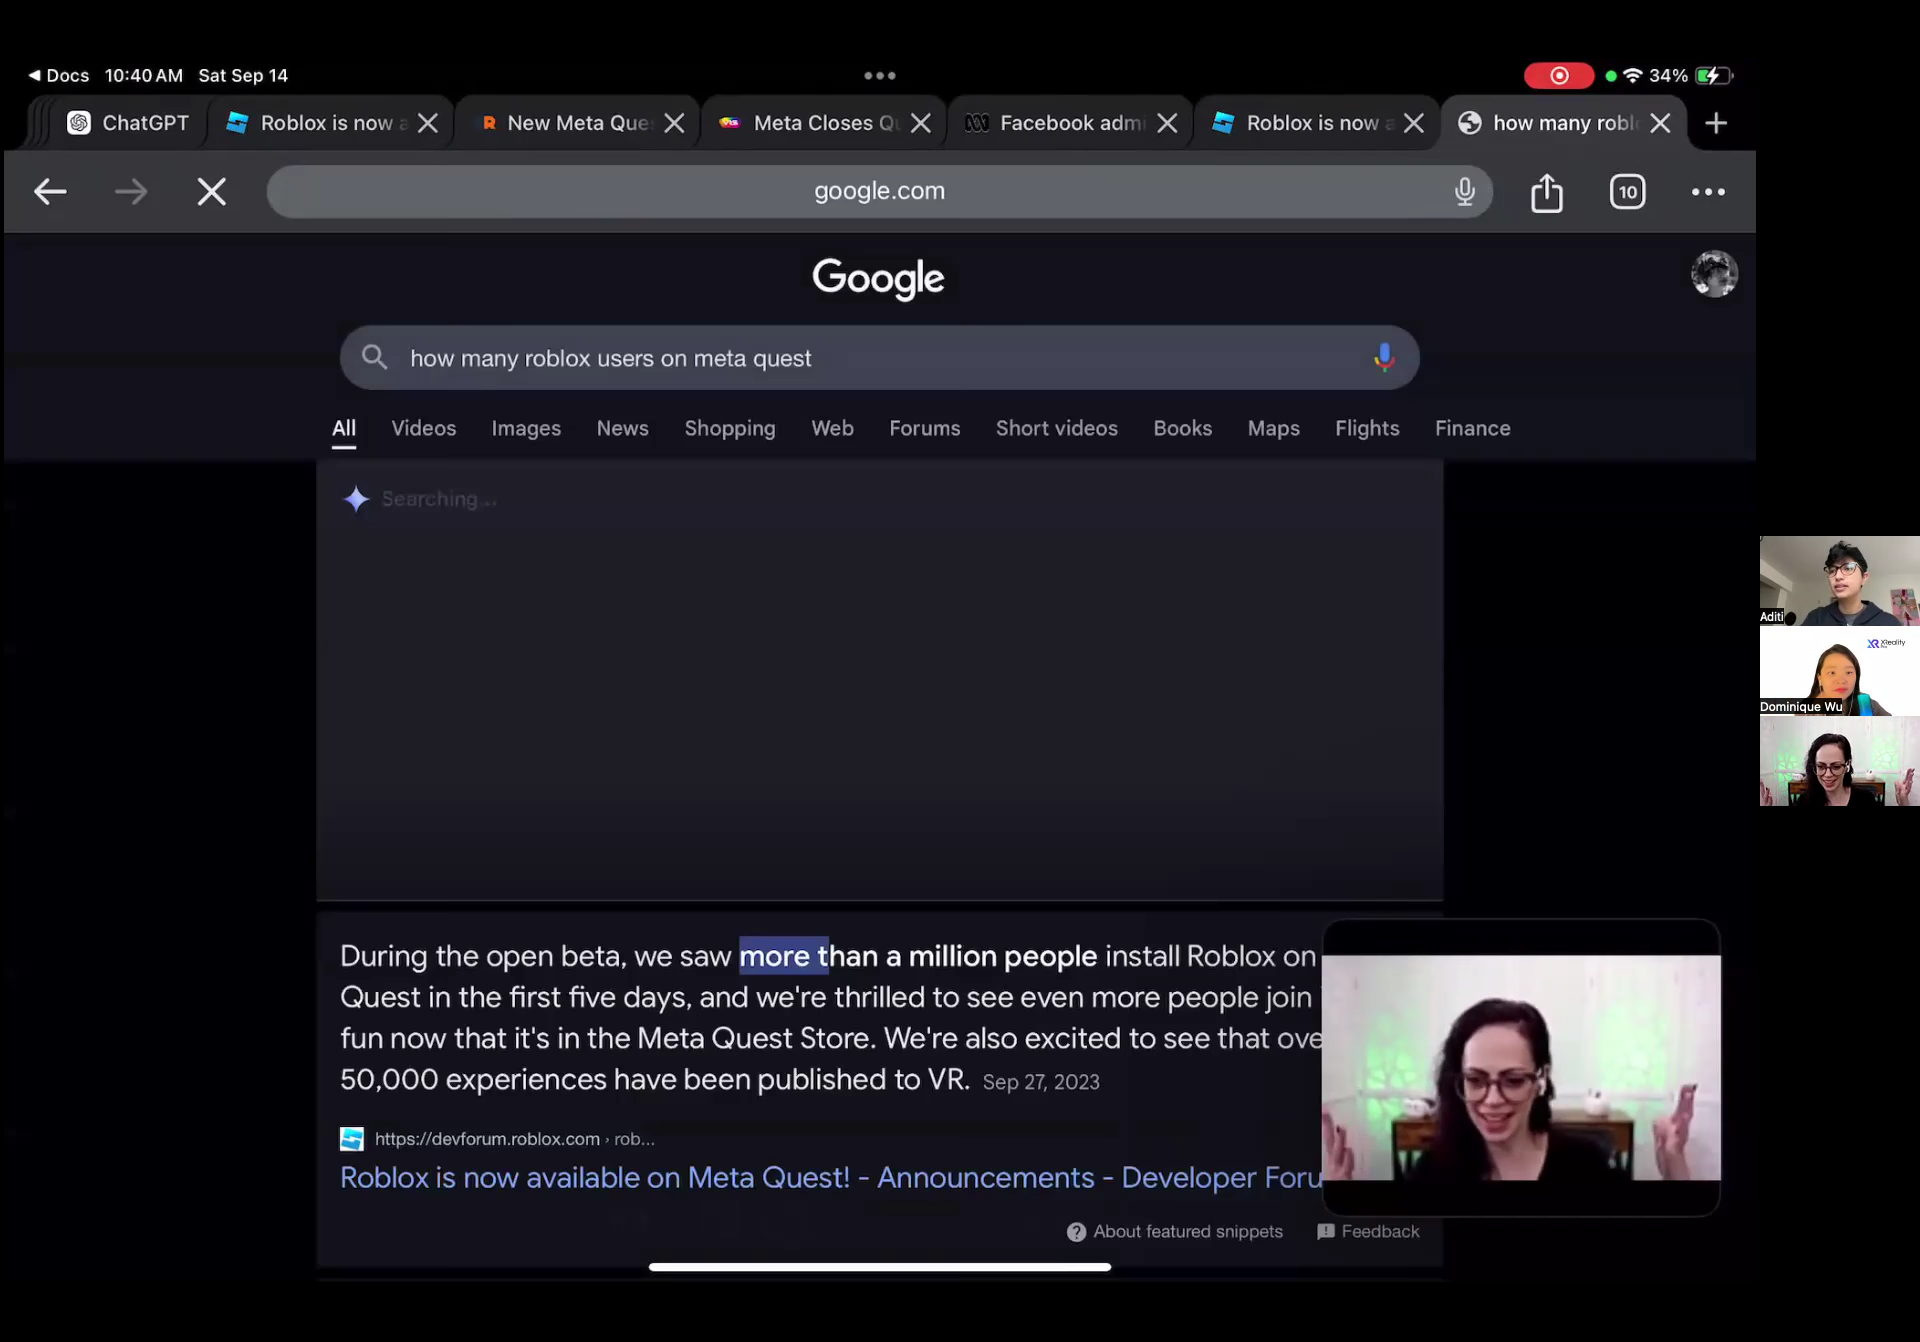 Docs 10:40 AM Sat Sep 14
34%
ChatGPT
Roblox is now a
New Meta Que
Meta Closes Qu
Facebook admi
Roblox is now a
how many robl
google.com
10
Google
how many roblox users on meta quest
All Videos Images News Shopping Web Forums Short videos Books Maps Flights Finance
Searching...
Aditi
XReality
Dominique Wu
During the open beta, we saw more than a million people install Roblox on
Quest in the first five days, and we're thrilled to see even more people join
fun now that it's in the Meta Quest Store. We're also excited to see that ove
50,000 experiences have been published to VR. Sep 27, 2023
https://devforum.roblox.com › rob...
Roblox is now available on Meta Quest! - Announcements - Developer Foru
About featured snippets Feedback